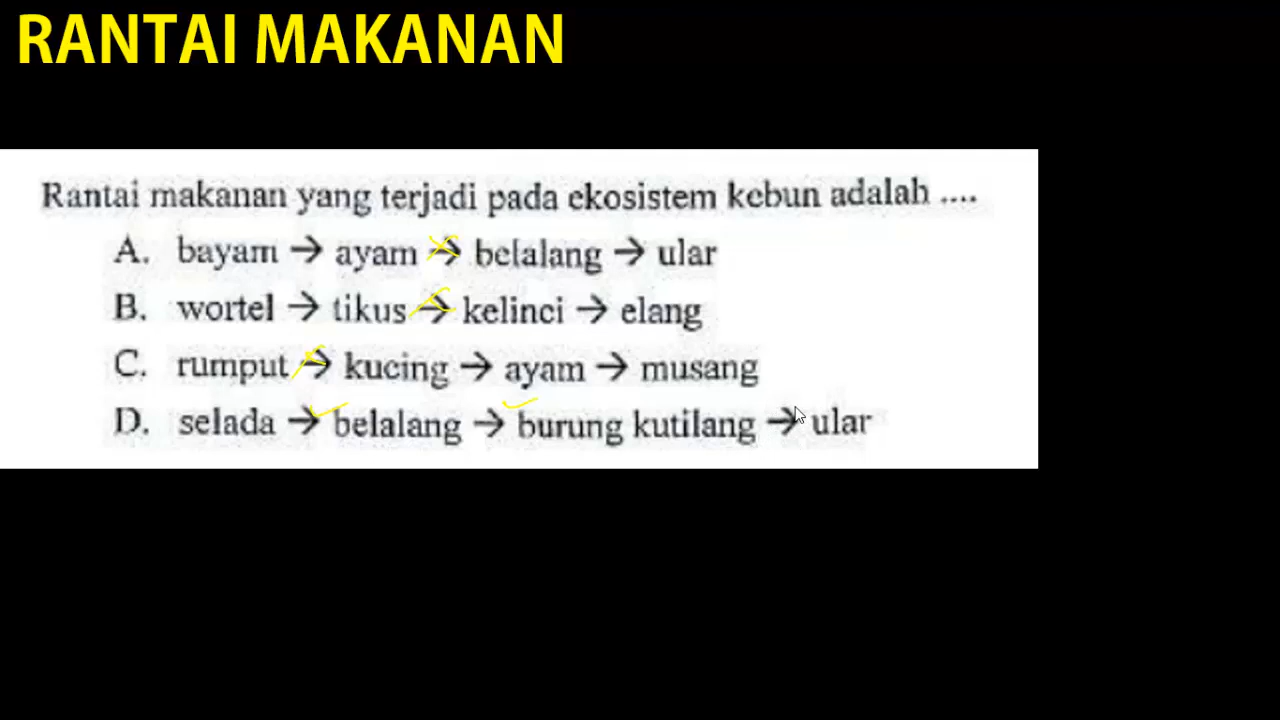 RANTAI MAKANAN
Rantai makanan yang terjadi pada ekosistem kebun adalah ....
A. bayam → ayam → belalang → ular
B. wortel → tikus → kelinci → elang
C. rumput → kucing → ayam → musang
D. selada → belalang → burung kutilang → ular